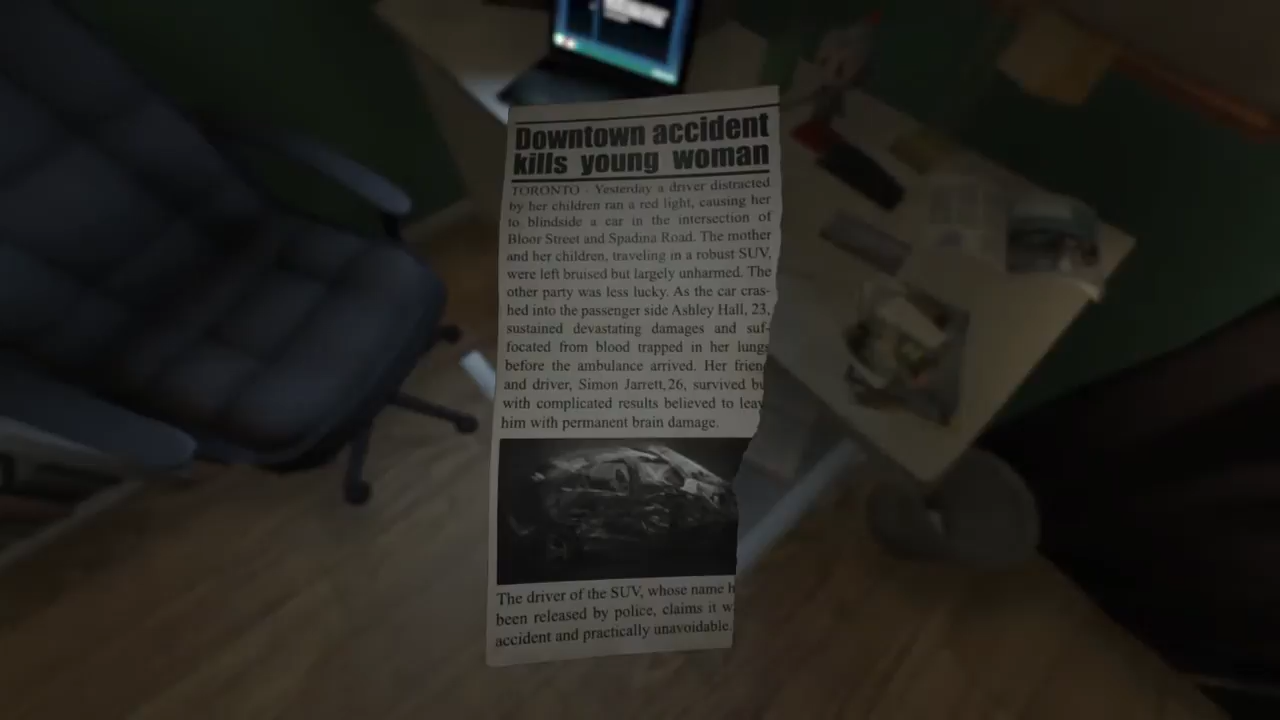 Downtown accident
kills young woman
TORONTO - Yesterday a driver distracted
by her children ran a red light, causing her
to blindside a car in the intersection of
Bloor Street and Spadina Road. The mother
and her children, traveling in a robust SUV,
were left bruised but largely unharmed. The
other party was less lucky. As the car cras-
hed into the passenger side Ashley Hall, 23,
sustained devastating damages and suf-
focated from blood trapped in her lungs
before the ambulance arrived. Her frien
and driver, Simon Jarrett, 26, survived bu
with complicated results believed to leav
him with permanent brain damage.
The driver of the SUV, whose name h
been released by police, claims it w
accident and practically unavoidable.